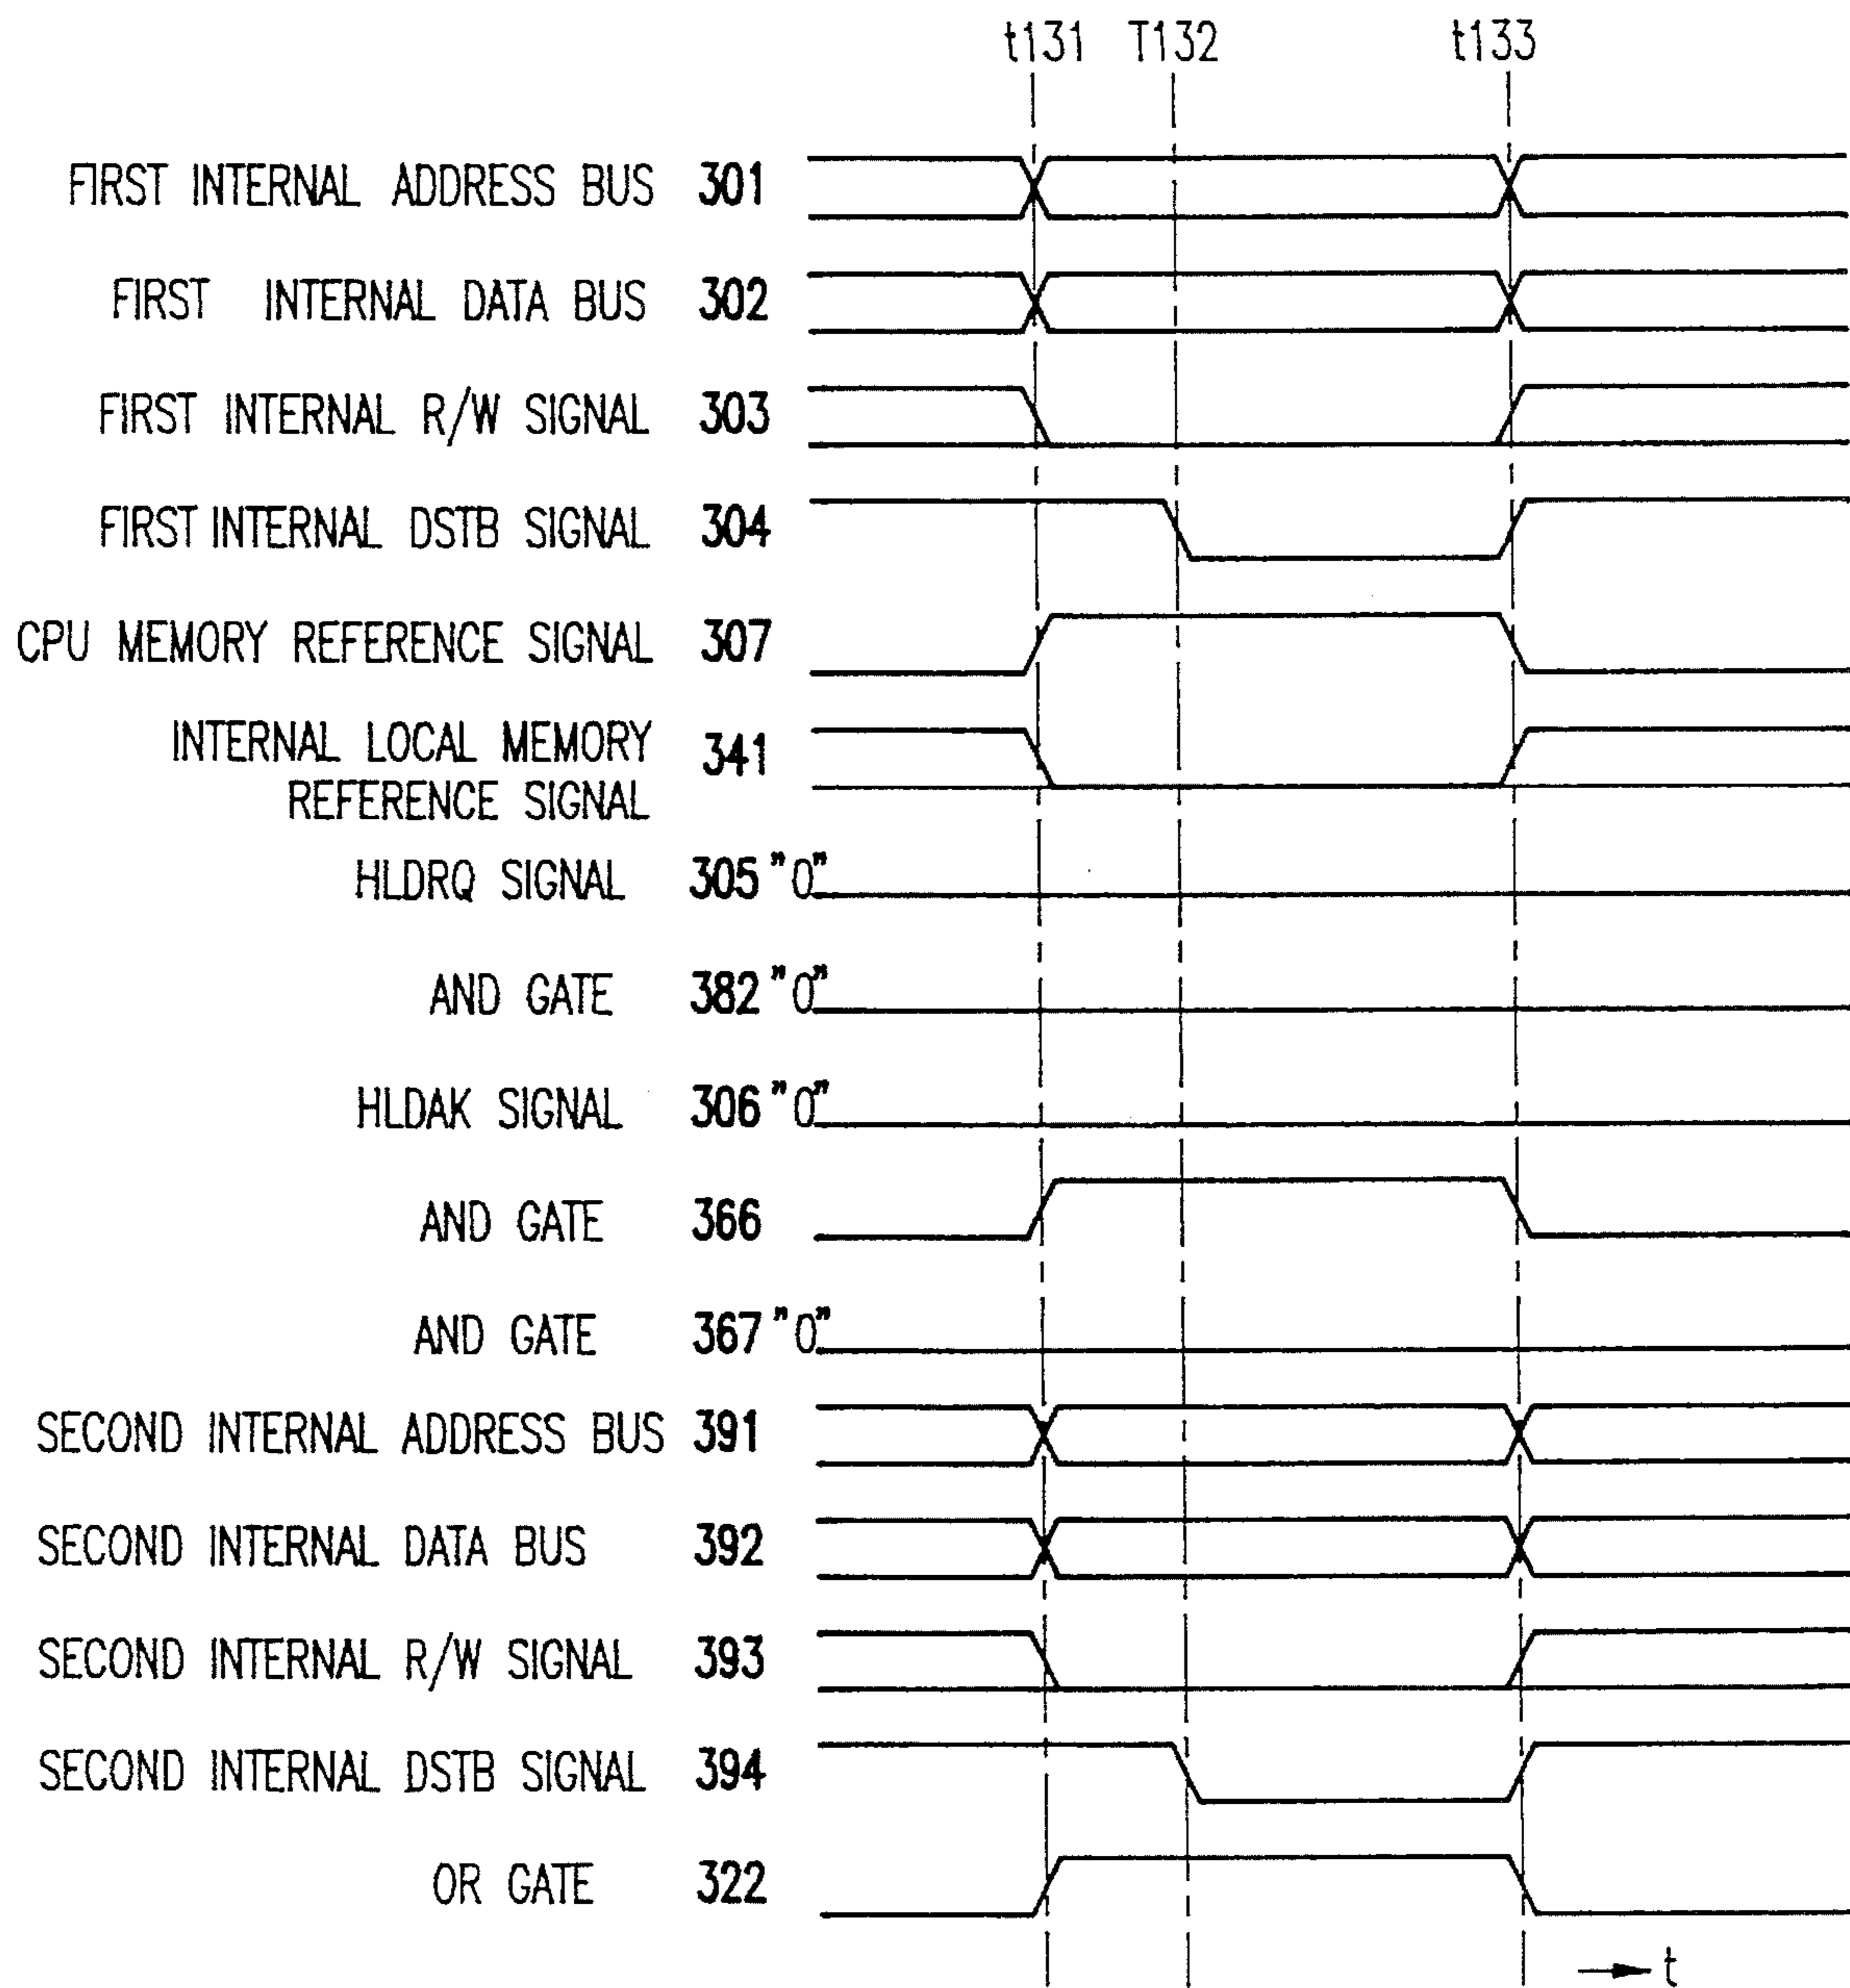 t131 T132 t133
FIRST INTERNAL ADDRESS BUS 301
FIRST INTERNAL DATA BUS 302
FIRST INTERNAL R/W SIGNAL 303
FIRST INTERNAL DSTB SIGNAL 304
CPU MEMORY REFERENCE SIGNAL 307
INTERNAL LOCAL MEMORY 341
REFERENCE SIGNAL
HLDRQ SIGNAL 305 "0"
AND GATE 382 "0"
HLDAK SIGNAL 306 "0"
AND GATE 366
AND GATE 367 "0"
SECOND INTERNAL ADDRESS BUS 391
SECOND INTERNAL DATA BUS 392
SECOND INTERNAL R/W SIGNAL 393
SECOND INTERNAL DSTB SIGNAL 394
OR GATE 322
t